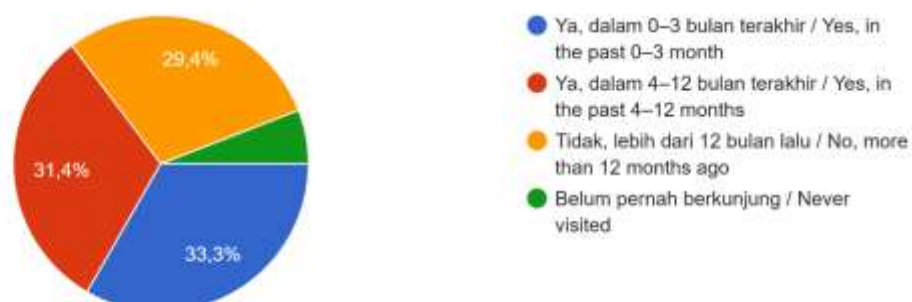 29,4%
31,4%
33,3%
Ya, dalam 0–3 bulan terakhir / Yes, in
the past 0–3 month
Ya, dalam 4–12 bulan terakhir / Yes, in
the past 4–12 months
Tidak, lebih dari 12 bulan lalu / No, more
than 12 months ago
Belum pernah berkunjung / Never
visited